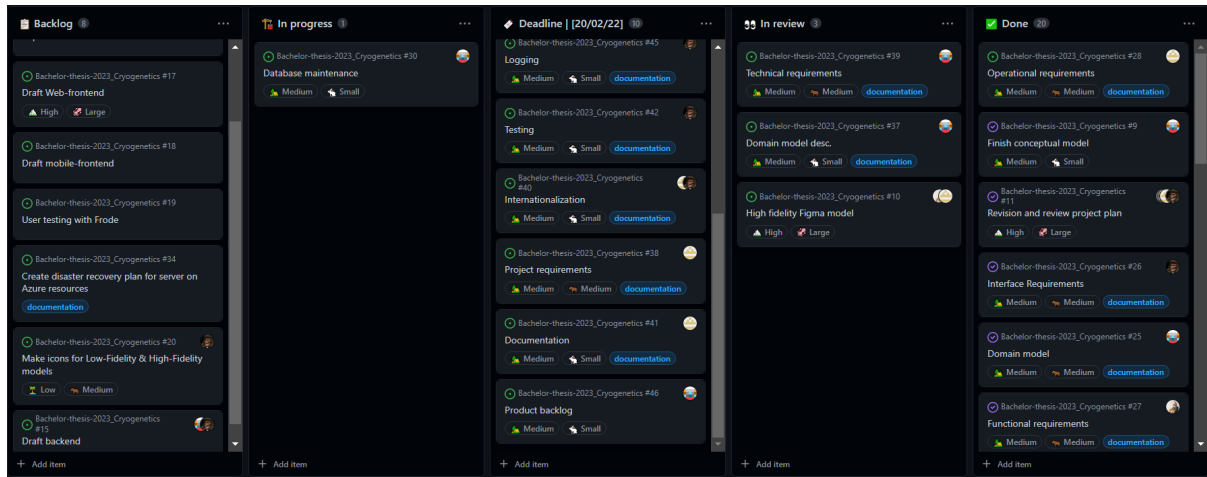 Backlog 8
Bachelor-thesis-2023_Cryogenetics #17
Draft Web-frontend
High Large
Bachelor-thesis-2023_Cryogenetics #18
Draft mobile-frontend
Bachelor-thesis-2023_Cryogenetics #19
User testing with Frode
Bachelor-thesis-2023_Cryogenetics #34
Create disaster recovery plan for server on
Azure resources
documentation
Bachelor-thesis-2023_Cryogenetics #20
Make icons for Low-Fidelity & High-Fidelity
models
Low Medium
Bachelor-thesis-2023_Cryogenetics
#15
Draft backend
+ Add item
In progress 1
Bachelor-thesis-2023_Cryogenetics #30
Database maintenance
Medium Small
+ Add item
Deadline | [20/02/22] 10
Bachelor-thesis-2023_Cryogenetics #45
Logging
Medium Small documentation
Bachelor-thesis-2023_Cryogenetics #42
Testing
Medium Small documentation
Bachelor-thesis-2023_Cryogenetics
#40
Internationalization
Medium Small documentation
Bachelor-thesis-2023_Cryogenetics #38
Project requirements
Medium Medium documentation
Bachelor-thesis-2023_Cryogenetics #41
Documentation
Medium Small documentation
Bachelor-thesis-2023_Cryogenetics #46
Product backlog
Medium Small
+ Add item
In review 3
Bachelor-thesis-2023_Cryogenetics #39
Technical requirements
Medium Medium documentation
Bachelor-thesis-2023_Cryogenetics #37
Domain model desc.
Medium Small documentation
Bachelor-thesis-2023_Cryogenetics #10
High fidelity Figma model
High Large
+ Add item
Done 20
Bachelor-thesis-2023_Cryogenetics #28
Operational requirements
Medium Medium documentation
Bachelor-thesis-2023_Cryogenetics #9
Finish conceptual model
Medium Small
Bachelor-thesis-2023_Cryogenetics
#11
Revision and review project plan
High Large
Bachelor-thesis-2023_Cryogenetics #26
Interface Requirements
Medium Medium documentation
Bachelor-thesis-2023_Cryogenetics #25
Domain model
Medium Medium documentation
Bachelor-thesis-2023_Cryogenetics #27
Functional requirements
Medium Medium documentation
+ Add item